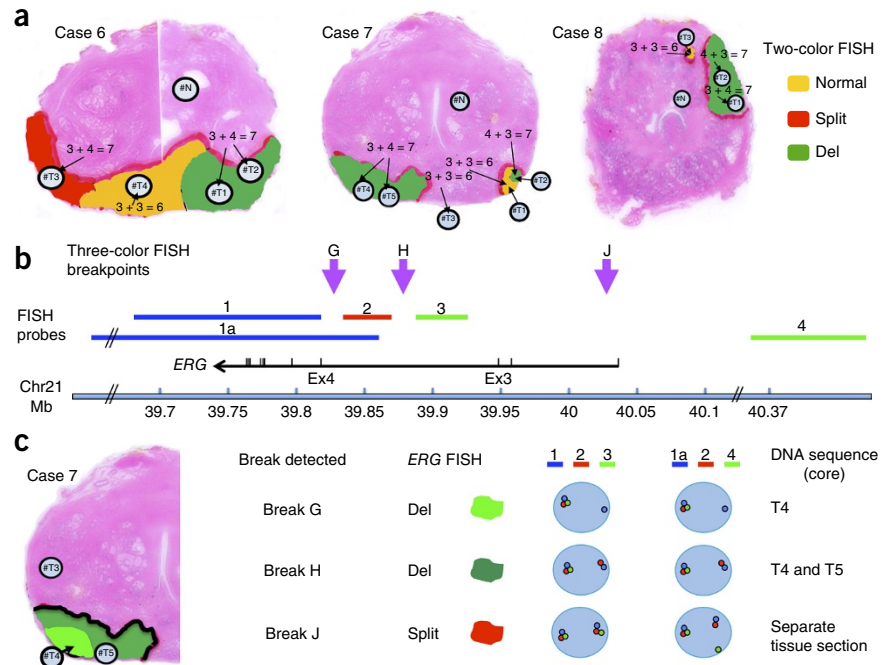 a
Case 6
#N
3 + 4 = 7
3 + 4 = 7
#T3
#T4
#T1
#T2
3 + 3 = 6
Case 7
#N
3 + 4 = 7
4 + 3 = 7
3 + 3 = 6
3 + 3 = 6
#T4
#T5
#T3
#T1
#T2
Case 8
#T3
3 + 3 = 6
4 + 3 = 7
#T2
3 + 4 = 7
#N
#T1
Two-color FISH
Normal
Split
Del
b
Three-color FISH
breakpoints
G
H
J
FISH
probes
1
2
3
1a
4
ERG
Ex4
Ex3
Chr21
Mb
39.7
39.75
39.8
39.85
39.9
39.95
40
40.05
40.1
40.37
c
Case 7
#T3
#T4
#T5
Break detected
ERG FISH
1
2
3
1a
2
4
DNA sequence
(core)
Break G
Del
T4
Break H
Del
T4 and T5
Break J
Split
Separate
tissue section